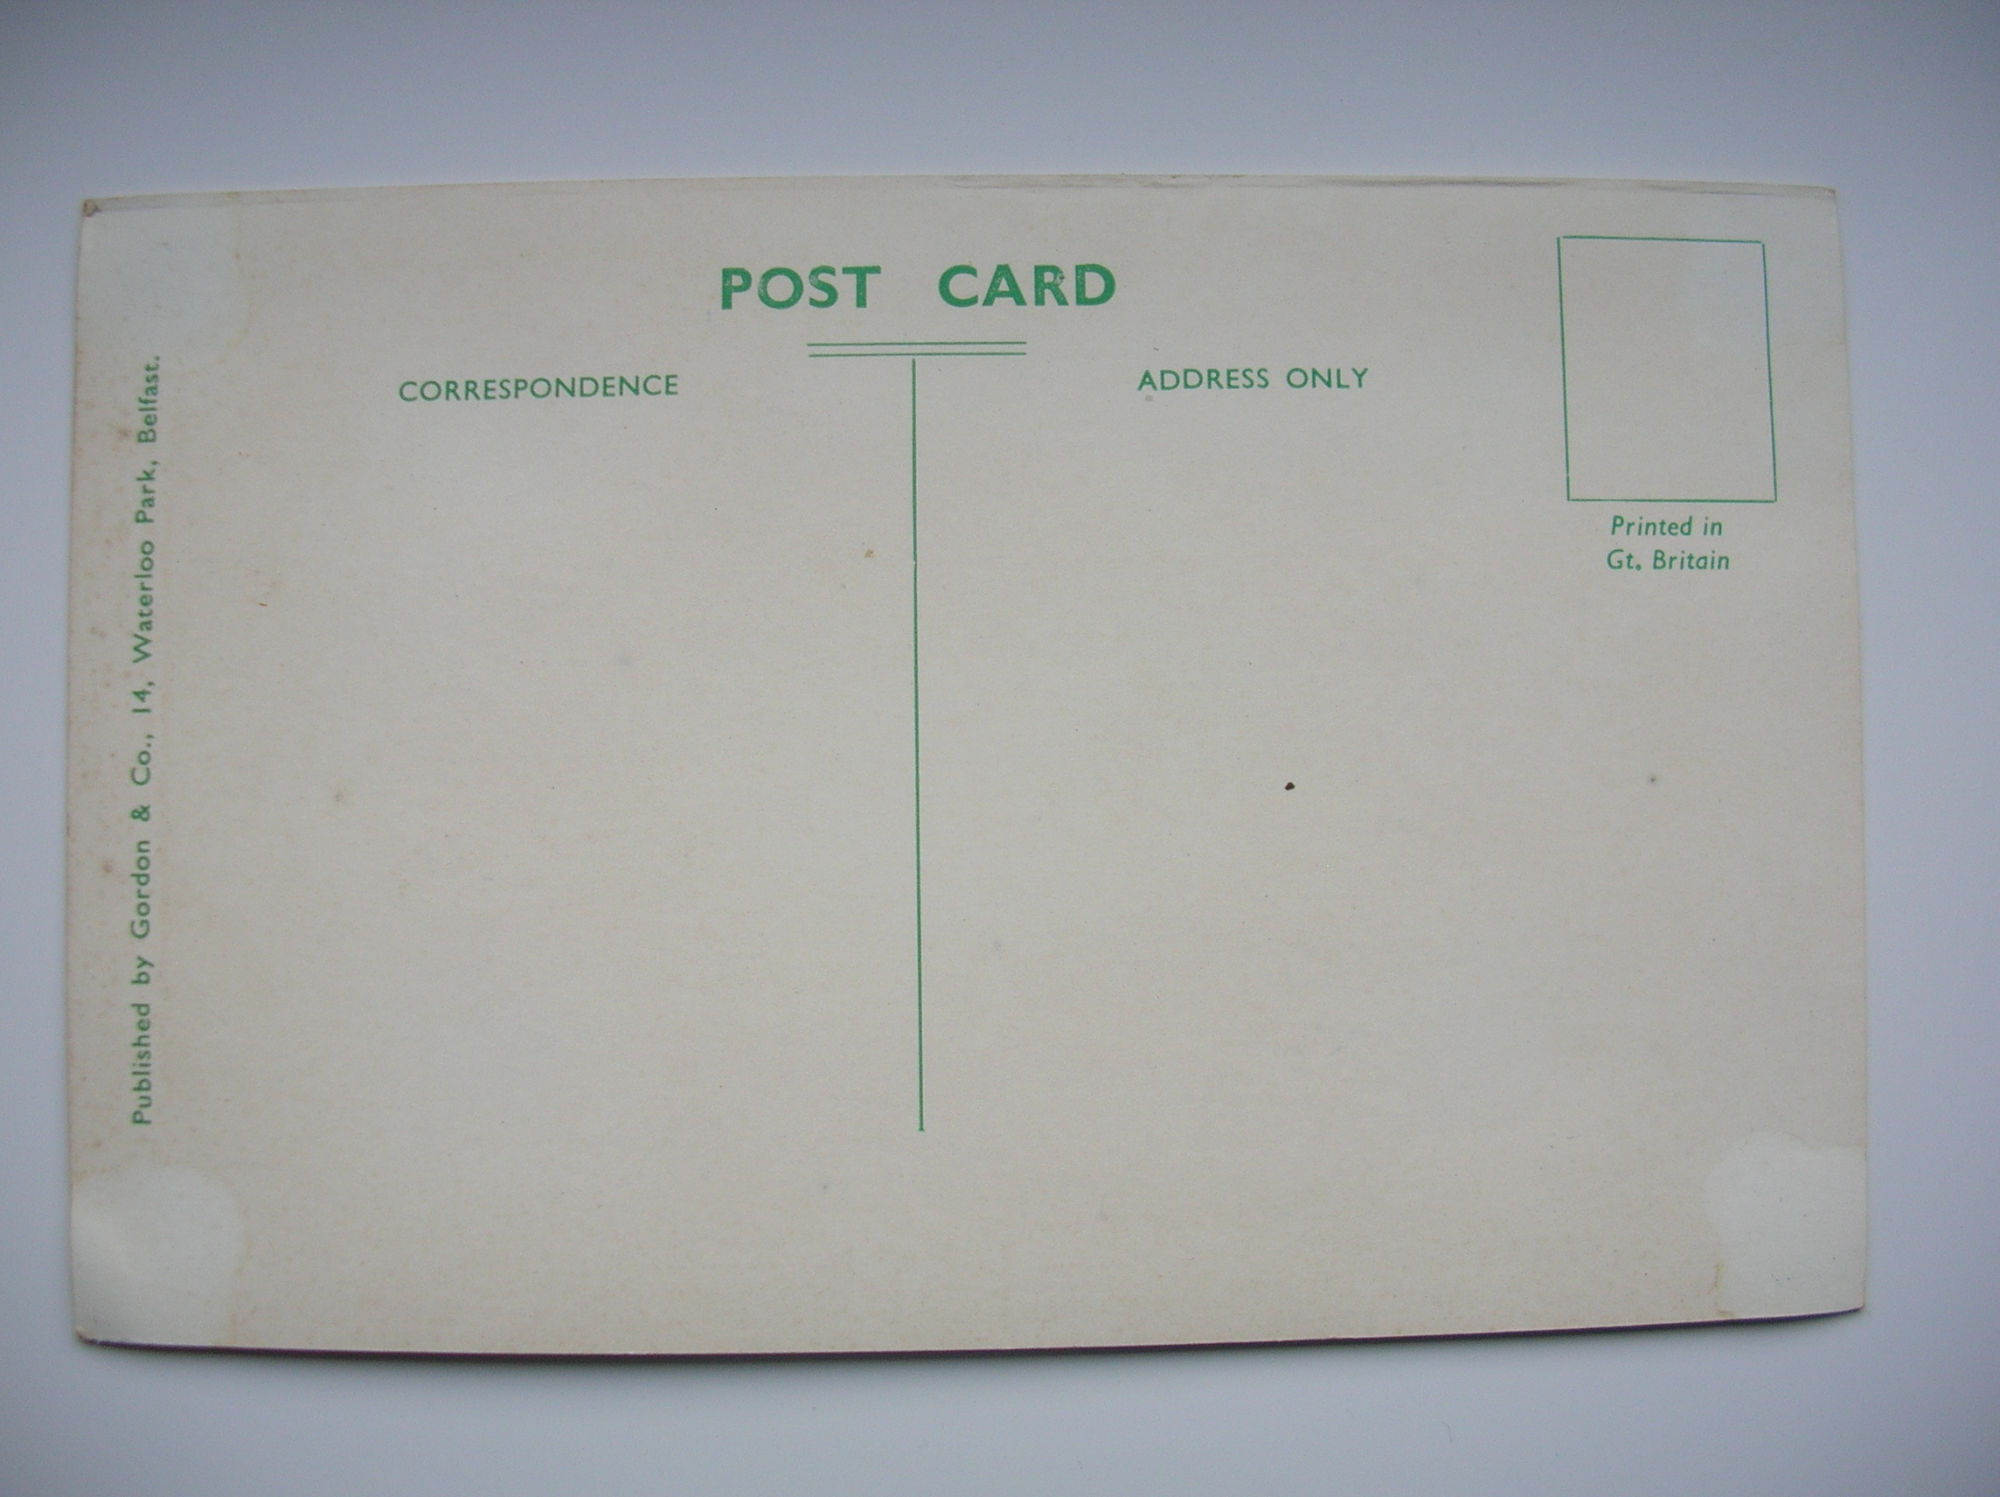 POST CARD
CORRESPONDENCE
ADDRESS ONLY
Printed in
Gt. Britain
Published by Gordon & Co., 14, Waterloo Park, Belfast.